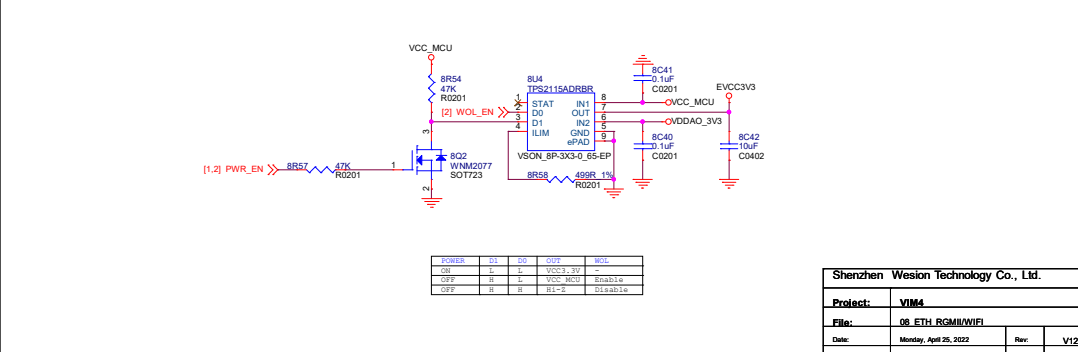 VCC_MCU
8R54
47K
R0201
8U4
TPS2115ADRBR
1 STAT IN1 8
2 D0 OUT 7
3 D1 IN2 6
4 ILIM GND 5
ePAD 9
VSON_8P-3X3-0_65-EP
[2] WOL_EN
8C41
0.1uF
C0201
VCC_MCU
EVCC3V3
VDDAO_3V3
8C40
0.1uF
C0201
8C42
10uF
C0402
3
8Q2
WNM2077
SOT723
1
2
[1,2] PWR_EN
8R57 47K
R0201
8R58 499R 1%
R0201
POWER D1 D0 OUT WOL
ON L L VCC3.3V -
OFF H L VCC_MCU Enable
OFF H H Hi-Z Disable
Shenzhen Wesion Technology Co., Ltd.
Project: VIM4
File: 08_ETH_RGMII/WIFI
Date: Monday, April 25, 2022 Rev: V12